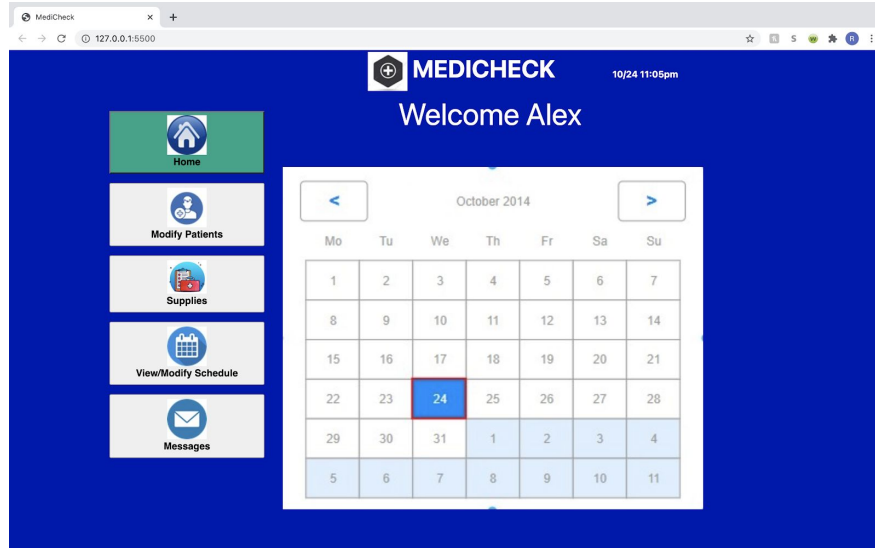 MediCheck
127.0.0.1:5500
S
R
MEDICHECK
10/24 11:05pm
Welcome Alex
Home
Modify Patients
Supplies
View/Modify Schedule
Messages
< October 2014 >
Mo Tu We Th Fr Sa Su
1 2 3 4 5 6 7
8 9 10 11 12 13 14
15 16 17 18 19 20 21
22 23 24 25 26 27 28
29 30 31 1 2 3 4
5 6 7 8 9 10 11